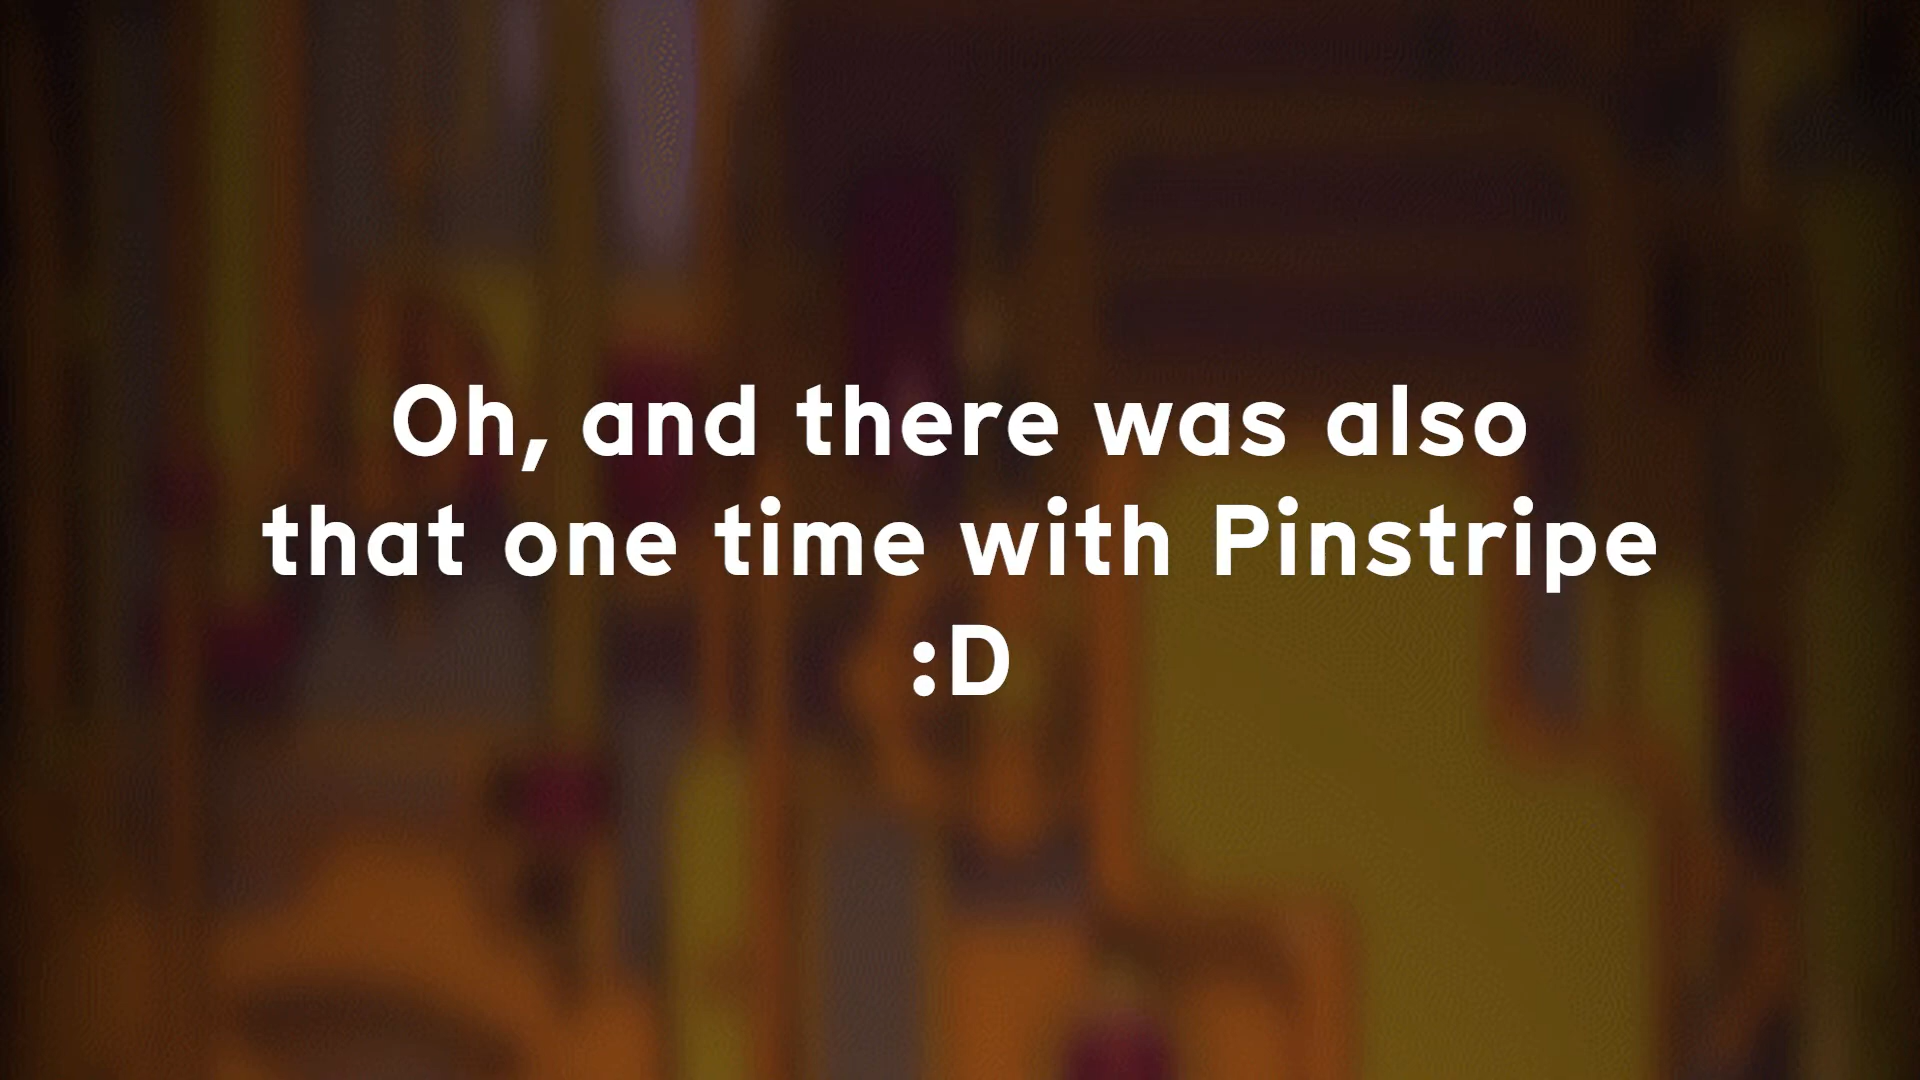 Oh, and there was also
that one time with Pinstripe
:D